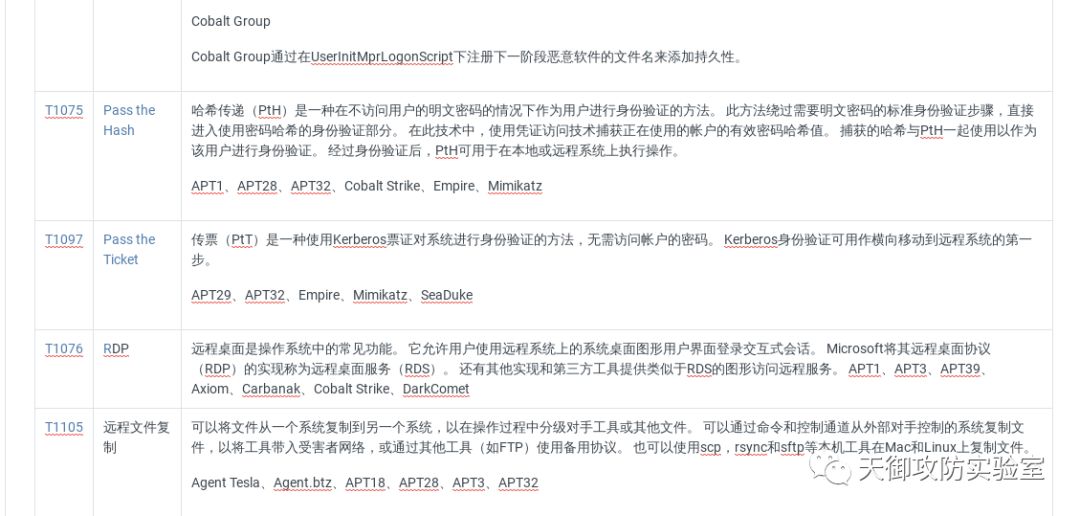 Cobalt Group
Cobalt Group通过在UserInitMprLogonScript下注册下一阶段恶意软件的文件名来添加持久性。
T1075
Pass the
Hash
哈希传递（PtH）是一种在不访问用户的明文密码的情况下作为用户进行身份验证的方法。 此方法绕过需要明文密码的标准身份验证步骤，直接
进入使用密码哈希的身份验证部分。 在此技术中，使用凭证访问技术捕获正在使用的帐户的有效密码哈希值。 捕获的哈希与PtH一起使用以作为
该用户进行身份验证。 经过身份验证后，PtH可用于在本地或远程系统上执行操作。
APT1、APT28、APT32、Cobalt Strike、Empire、Mimikatz
T1097
Pass the
Ticket
传票（PtT）是一种使用Kerberos票证对系统进行身份验证的方法，无需访问帐户的密码。 Kerberos身份验证可用作横向移动到远程系统的第一
步。
APT29、APT32、Empire、Mimikatz、SeaDuke
T1076
RDP
远程桌面是操作系统中的常见功能。 它允许用户使用远程系统上的系统桌面图形用户界面登录交互式会话。 Microsoft将其远程桌面协议
（RDP）的实现称为远程桌面服务（RDS）。 还有其他实现和第三方工具提供类似于RDS的图形访问远程服务。 APT1、APT3、APT39、
Axiom、Carbanak、Cobalt Strike、DarkComet
T1105
远程文件复
制
可以将文件从一个系统复制到另一个系统，以在操作过程中分级对手工具或其他文件。 可以通过命令和控制通道从外部对手控制的系统复制文
件，以将工具带入受害者网络，或通过其他工具（如FTP）使用备用协议。 也可以使用scp，rsync和sftp等本机工具在Mac和Linux上复制文件。
Agent Tesla、Agent.btz、APT18、APT28、APT3、APT32
天御攻防实验室